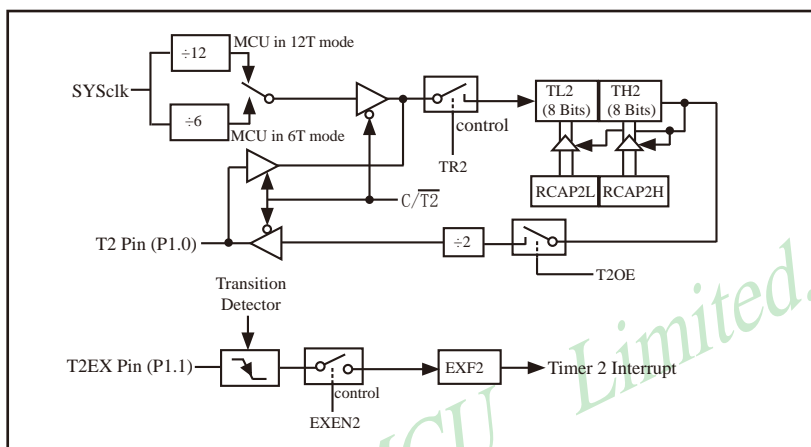 ÷12
MCU in 12T mode
SYSclk
÷6
MCU in 6T mode
control
TR2
TL2
(8 Bits)
TH2
(8 Bits)
RCAP2L
RCAP2H
C/T2
T2 Pin (P1.0)
÷2
T2OE
Transition
Detector
T2EX Pin (P1.1)
control
EXEN2
EXF2
Timer 2 Interrupt
MCU Limited.